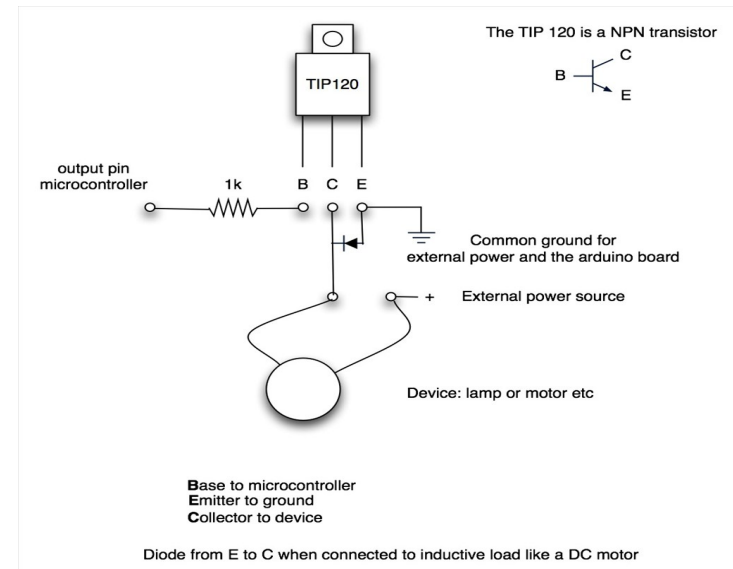 The TIP 120 is a NPN transistor
C
B
E
TIP120
output pin
microcontroller
1k
B C E
Common ground for
external power and the arduino board
+ External power source
Device: lamp or motor etc
Base to microcontroller
Emitter to ground
Collector to device
Diode from E to C when connected to inductive load like a DC motor